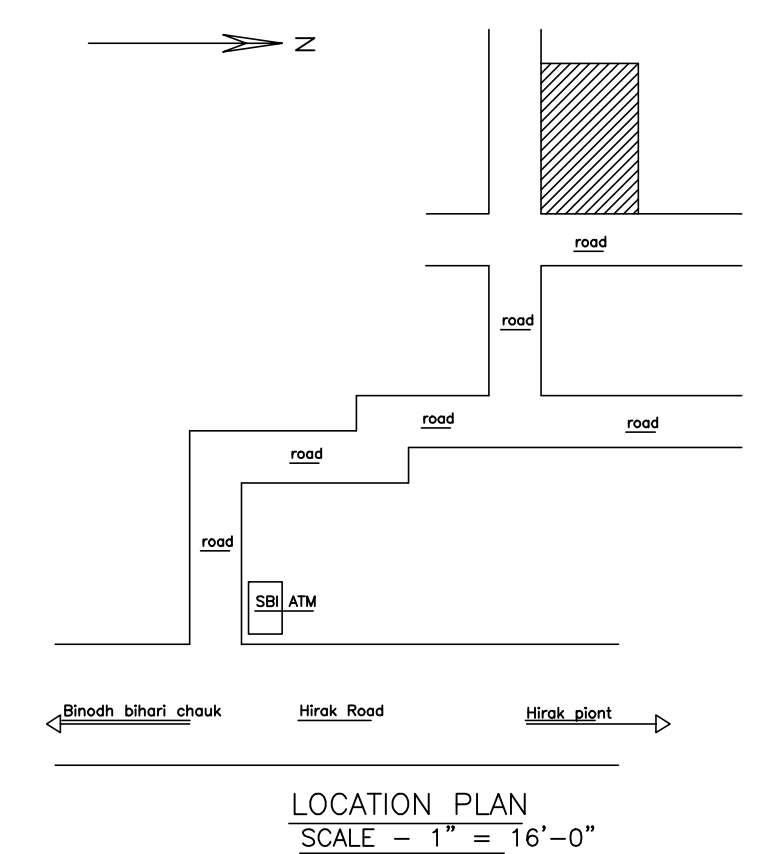 N
road
road
road
road
road
road
SBI ATM
Binodh bihari chauk
Hirak Road
Hirak piont
LOCATION PLAN
SCALE - 1" = 16'-0"